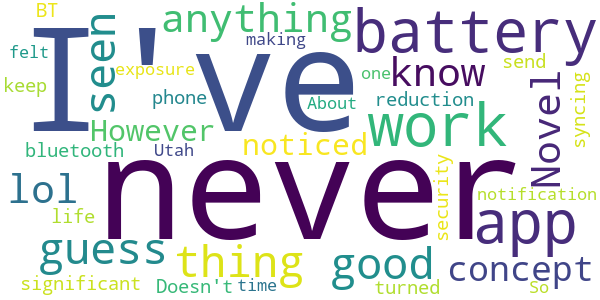 BT
anything
battery
I've
making
felt
seen
exposure
know
one
send
keep
phone
About
reduction
Novel
syncing
However
work
noticed
bluetooth
Utah
never
lol
security
notification
life
app
guess
thing
good
concept
significant
Doesn't
time
turned
So